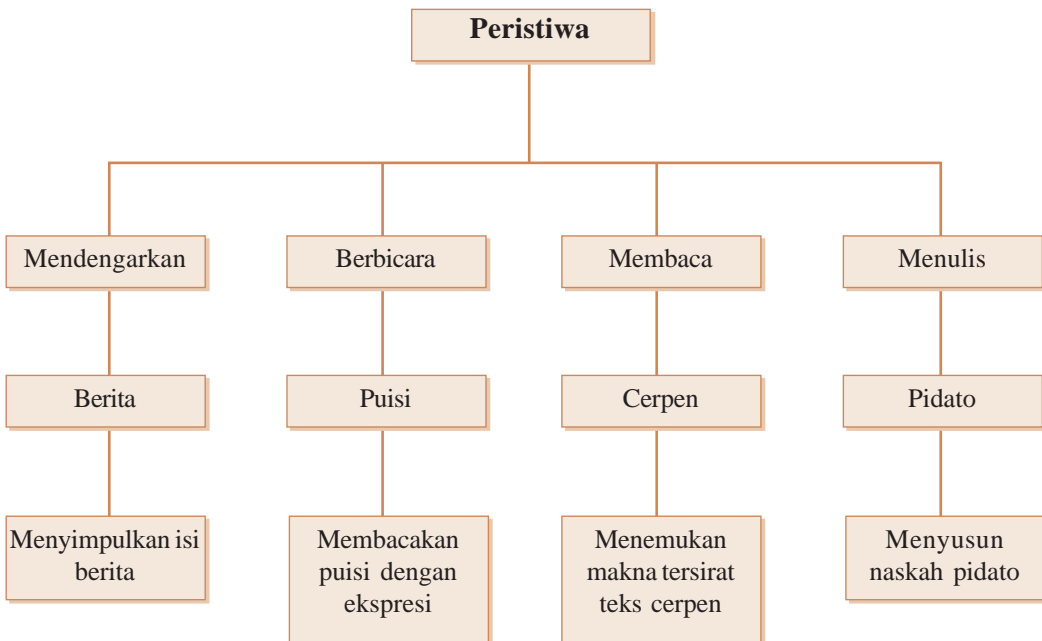 Peristiwa
Mendengarkan
Berbicara
Membaca
Menulis
Berita
Puisi
Cerpen
Pidato
Menyimpulkan isi
berita
Membacakan
puisi dengan
ekspresi
Menemukan
makna tersirat
teks cerpen
Menyusun
naskah pidato